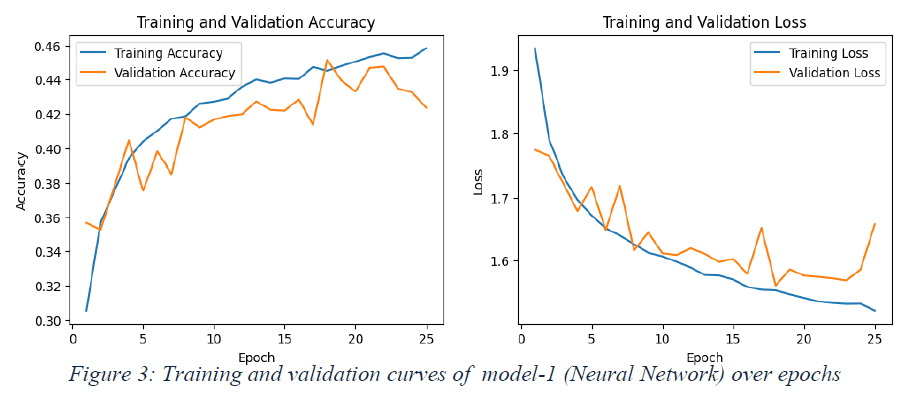 Training and Validation Accuracy
0.46
0.44
0.42
0.40
0.38
0.36
0.34
0.32
0.30
Training Accuracy
Validation Accuracy
Accuracy
0 5 10 15 20 25
Epoch
Training and Validation Loss
1.9
1.8
1.7
1.6
Training Loss
Validation Loss
Loss
0 5 10 15 20 25
Epoch
Figure 3: Training and validation curves of model-1 (Neural Network) over epochs